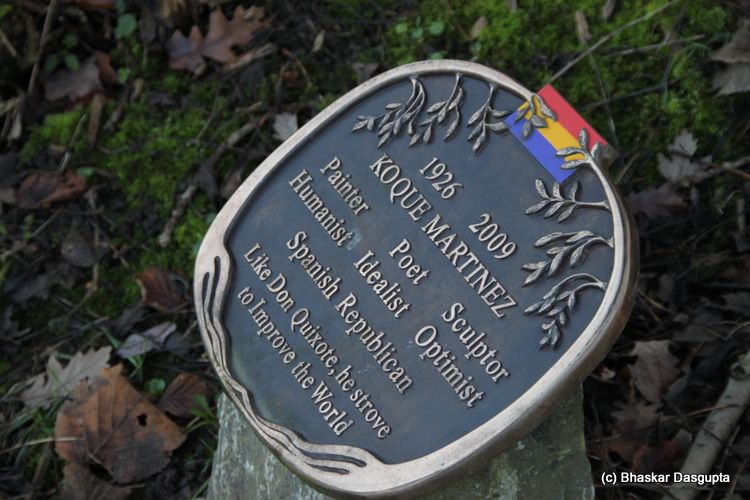 1926 2009
KOQUE MARTINEZ
Painter Poet Sculptor
Humanist Idealist Optimist
Spanish Republican
Like Don Quixote, he strove
to Improve the World
(c) Bhaskar Dasgupta